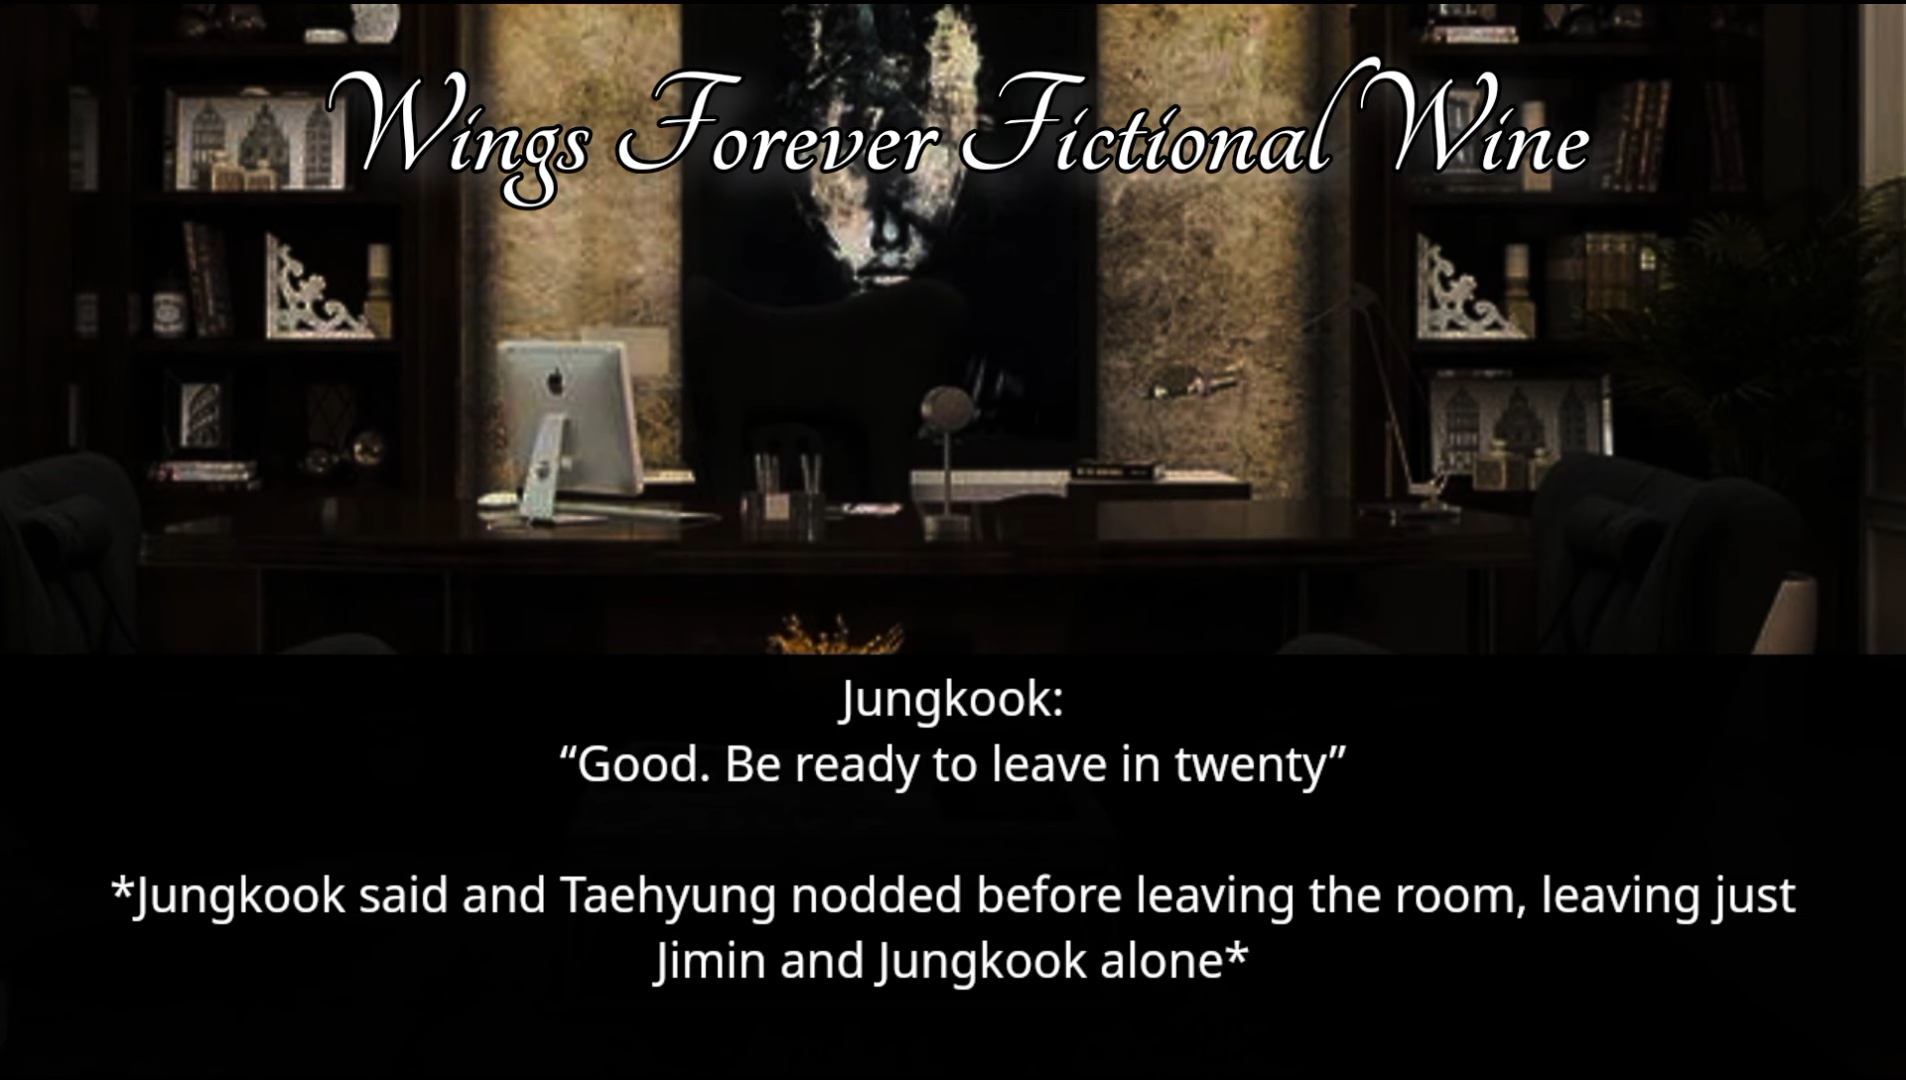 Wings Forever Fictional Wine
Jungkook:
“Good. Be ready to leave in twenty”
*Jungkook said and Taehyung nodded before leaving the room, leaving just
Jimin and Jungkook alone*